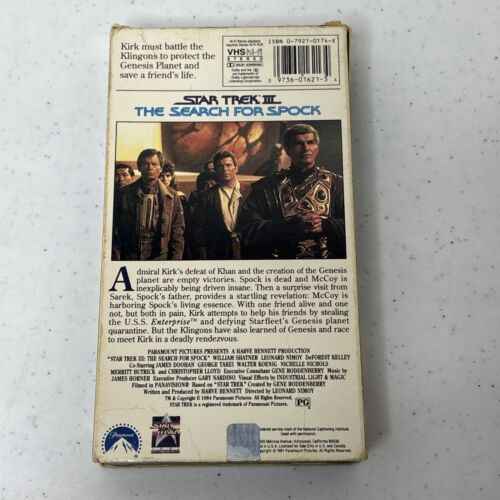 Kirk must battle the
Klingons to protect the
Genesis Planet and
save a friend's life.
VHS hi-fi
STEREO
ISBN 0-7921-0174-X
0 9736-01621-3 4
STAR TREK III
THE SEARCH FOR SPOCK
Admiral Kirk's defeat of Khan and the creation of the Genesis
planet are empty victories. Spock is dead and McCoy is
inexplicably being driven insane. Then a surprise visit from
Sarek, Spock's father, provides a startling revelation: McCoy is
harboring Spock's living essence. With one friend alive and one
not, but both in pain, Kirk attempts to help his friends by stealing
the U.S.S. Enterprise™ and defying Starfleet's Genesis planet
quarantine. But the Klingons have also learned of Genesis and race
to meet Kirk in a deadly rendezvous.
PARAMOUNT PICTURES PRESENTS A HARVE BENNETT PRODUCTION
"STAR TREK III: THE SEARCH FOR SPOCK" WILLIAM SHATNER LEONARD NIMOY DeFOREST KELLEY
Co-Starring JAMES DOOHAN GEORGE TAKEI WALTER KOENIG NICHELLE NICHOLS
MERRITT BUTRICK and CHRISTOPHER LLOYD Executive Consultant GENE RODDENBERRY Music by
JAMES HORNER Executive Producer GARY NARDINO Visual Effects by INDUSTRIAL LIGHT & MAGIC
Filmed in PANAVISION® Based on "STAR TREK" Created by GENE RODDENBERRY
Written and Produced by HARVE BENNETT Directed by LEONARD NIMOY
TM & Copyright © 1984 Paramount Pictures. All Rights Reserved.
STAR TREK is a registered trademark of Paramount Pictures.
PG
Paramount